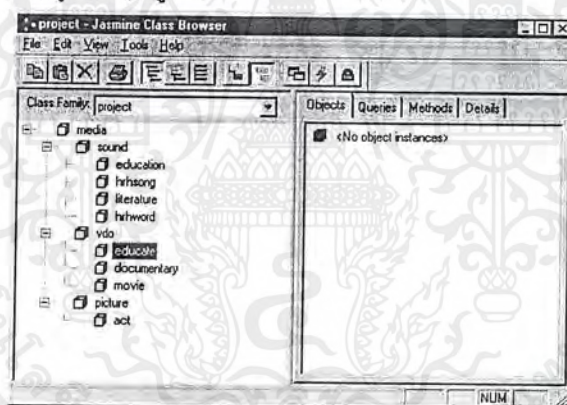 project - Jasmine Class Browser
File Edit View Tools Help
Class Family: project
media
sound
education
hrhsong
literature
hrhword
vdo
educate
documentary
movie
picture
act
Objects Queries Methods Details
<No object instances>
NUM